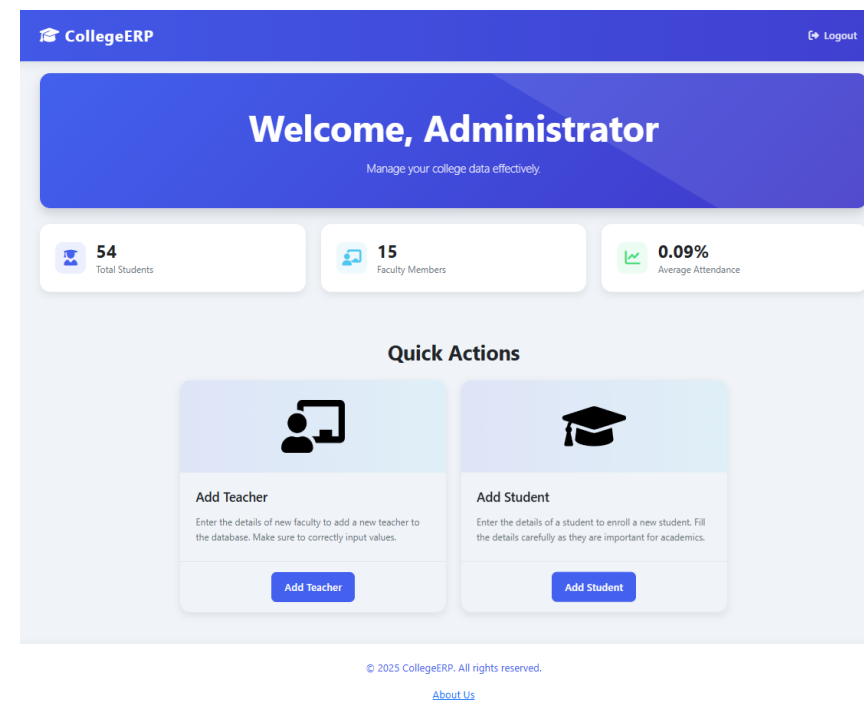 CollegeERP
Logout
Welcome, Administrator
Manage your college data effectively.
54
Total Students
15
Faculty Members
0.09%
Average Attendance
Quick Actions
Add Teacher
Enter the details of new faculty to add a new teacher to
the database. Make sure to correctly input values.
Add Teacher
Add Student
Enter the details of a student to enroll a new student. Fill
the details carefully as they are important for academics.
Add Student
© 2025 CollegeERP. All rights reserved.
About Us